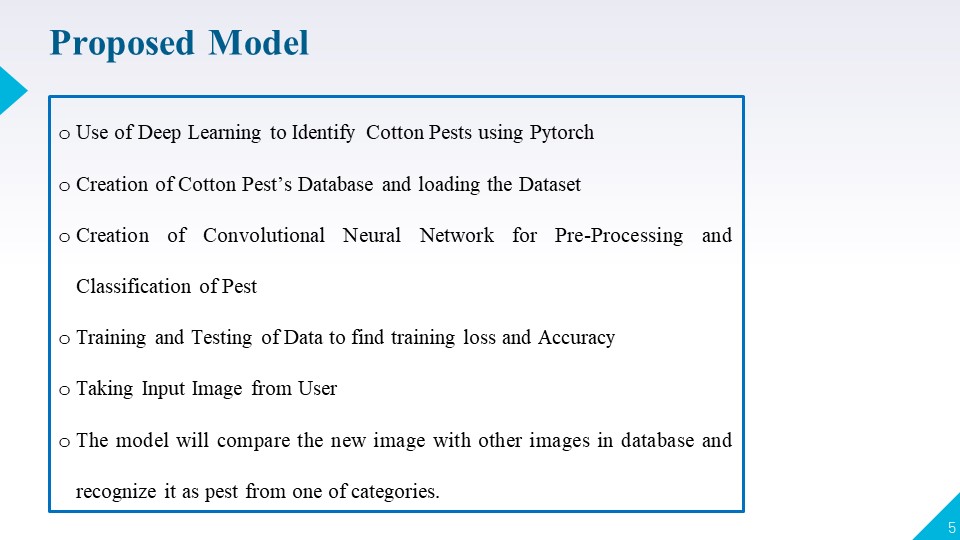 Proposed Model
o Use of Deep Learning to Identify Cotton Pests using Pytorch
o Creation of Cotton Pest’s Database and loading the Dataset
o Creation of Convolutional Neural Network for Pre-Processing and
Classification of Pest
o Training and Testing of Data to find training loss and Accuracy
o Taking Input Image from User
o The model will compare the new image with other images in database and
recognize it as pest from one of categories.
5